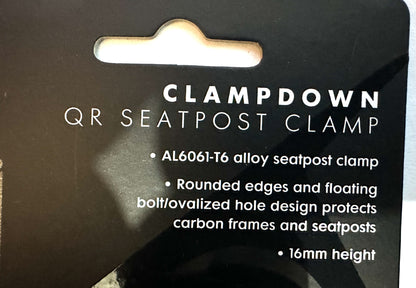 CLAMPDOWN
QR SEATPOST CLAMP
• AL6061-T6 alloy seatpost clamp
• Rounded edges and floating
bolt/ovalized hole design protects
carbon frames and seatposts
• 16mm height